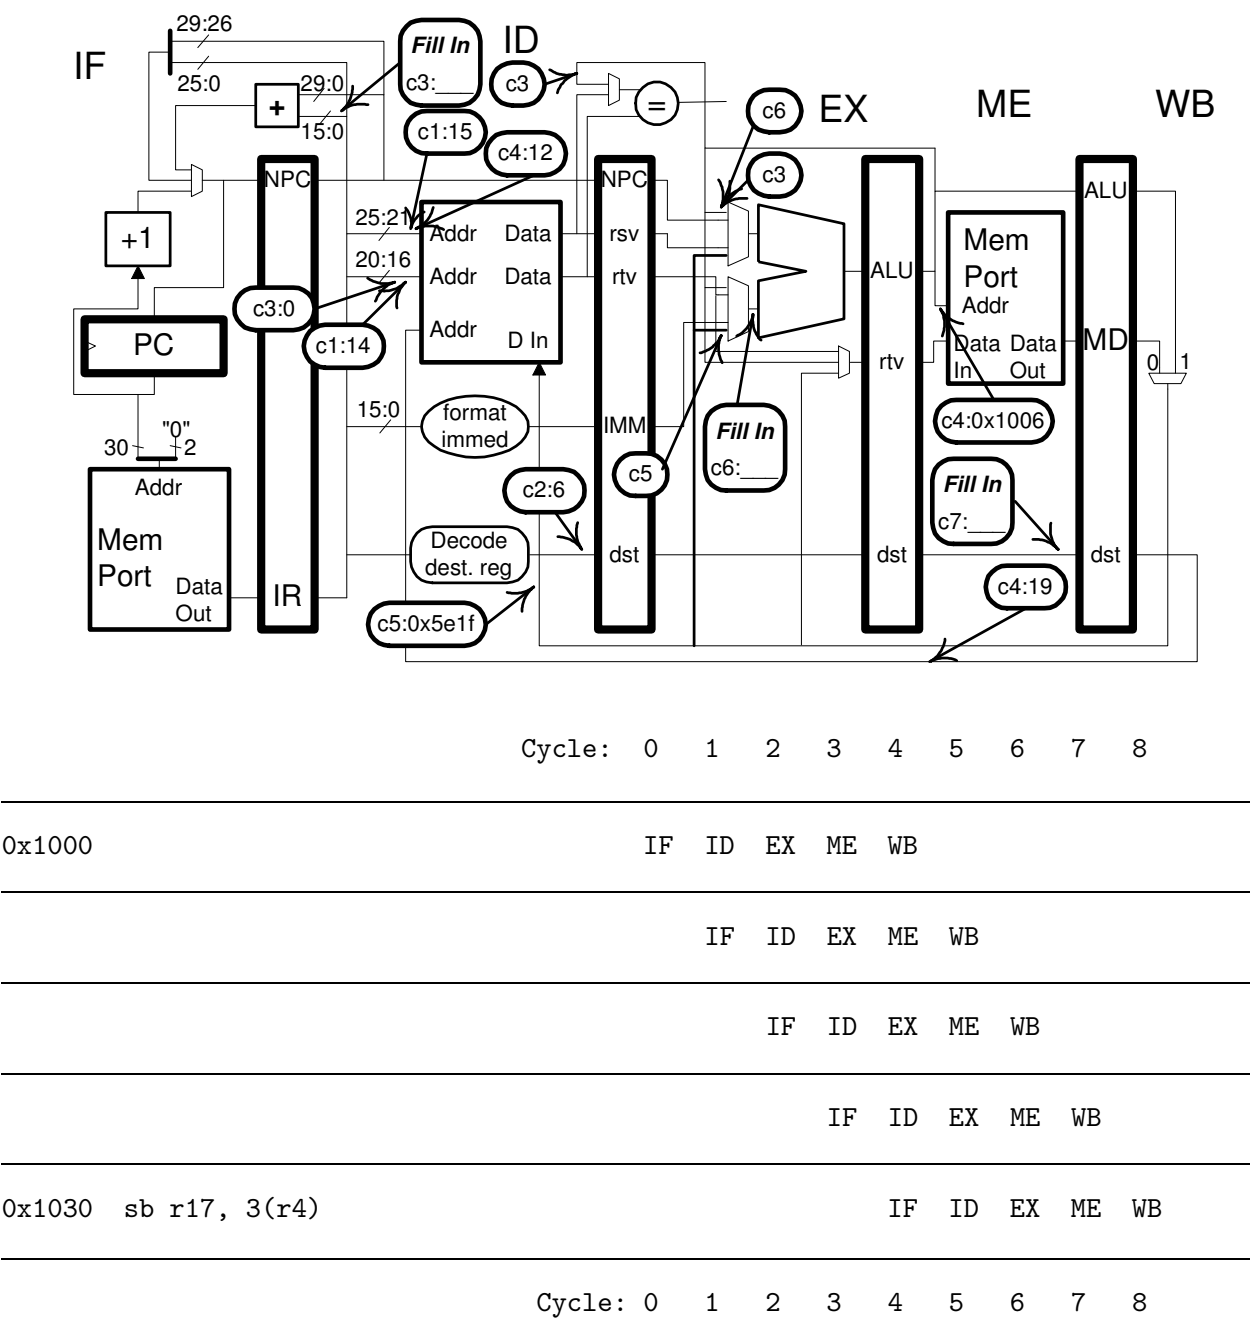 29:26
Fill In
ID
IF
c3:___
c3
25:0
29:0
+
=
c6
EX
ME
WB
15:0
c1:15
c4:12
c3
NPC
NPC
ALU
25:21
Addr
Data
rsv
Mem
Port
+1
20:16
Addr
Data
rtv
ALU
Addr
c3:0
Addr
D In
PC
c1:14
Data
In
Data
Out
MD
rtv
0
1
15:0
format
immed
IMM
Fill In
c6:___
c4:0x1006
"0"
30
2
c5
Addr
c2:6
Fill In
c7:___
Mem
Port
Decode
dest. reg
dst
dst
dst
Data
Out
IR
c4:19
c5:0x5e1f
Cycle: 0 1 2 3 4 5 6 7 8
0x1000 IF ID EX ME WB
IF ID EX ME WB
IF ID EX ME WB
IF ID EX ME WB
0x1030 sb r17, 3(r4) IF ID EX ME WB
Cycle: 0 1 2 3 4 5 6 7 8